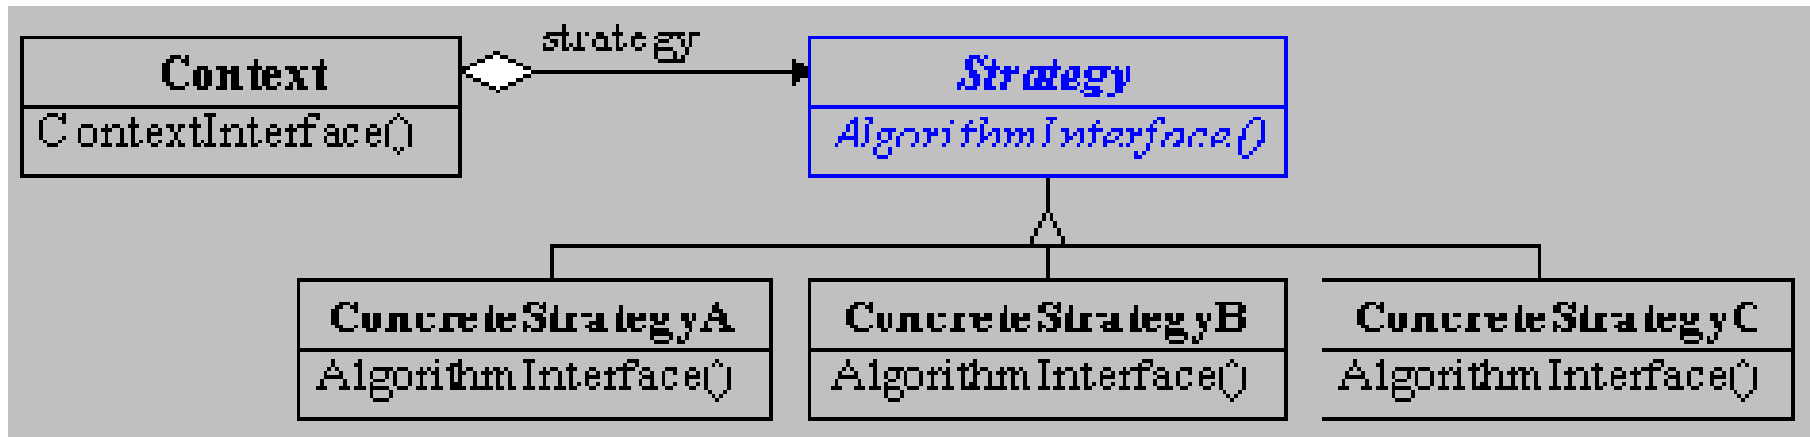 strategy
Context
Strategy
ContextInterface()
AlgorithmInterface()
ConcreteStrategyA
ConcreteStrategyB
ConcreteStrategyC
AlgorithmInterface()
AlgorithmInterface()
AlgorithmInterface()